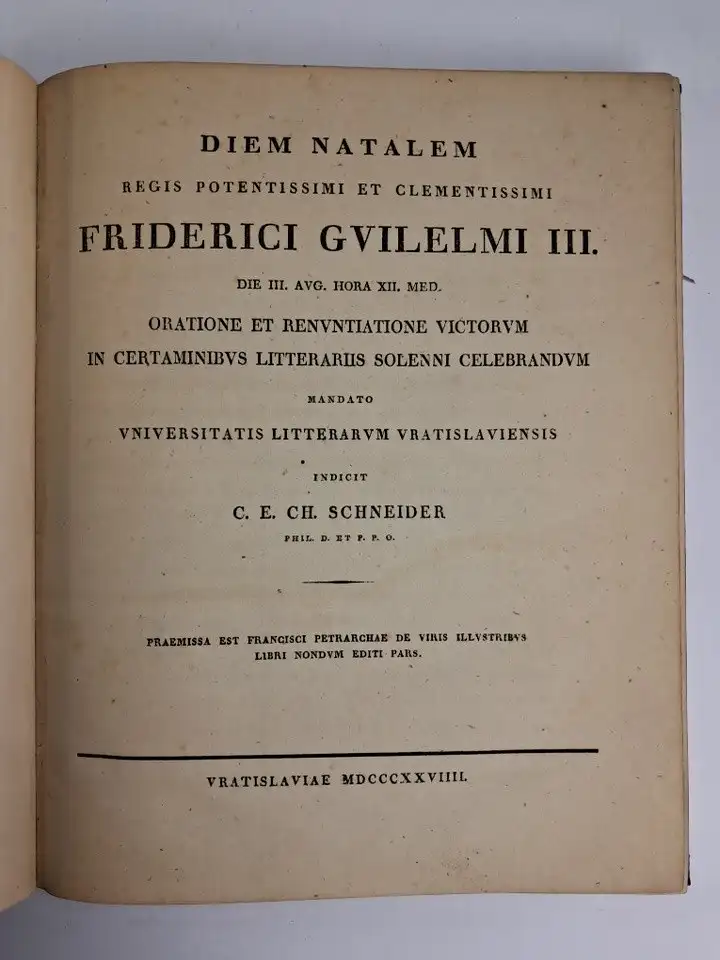 DIEM NATALEM
REGIS POTENTISSIMI ET CLEMENTISSIMI
FRIDERICI GVILELMI III.
DIE III. AVG. HORA XII. MED.
ORATIONE ET RENVNTIATIONE VICTORVM
IN CERTAMINIBVS LITTERARIIS SOLENNI CELEBRANDVM
MANDATO
VNIVERSITATIS LITTERARVM VRATISLAVIENSIS
INDICIT
C. E. CH. SCHNEIDER
PHIL. D. ET P. P. O.
PRAEMISSA EST FRANCISCI PETRARCHAE DE VIRIS ILLVSTRIBVS
LIBRI NONDVM EDITI PARS.
VRATISLAVIAE MDCCCXXVIIII.